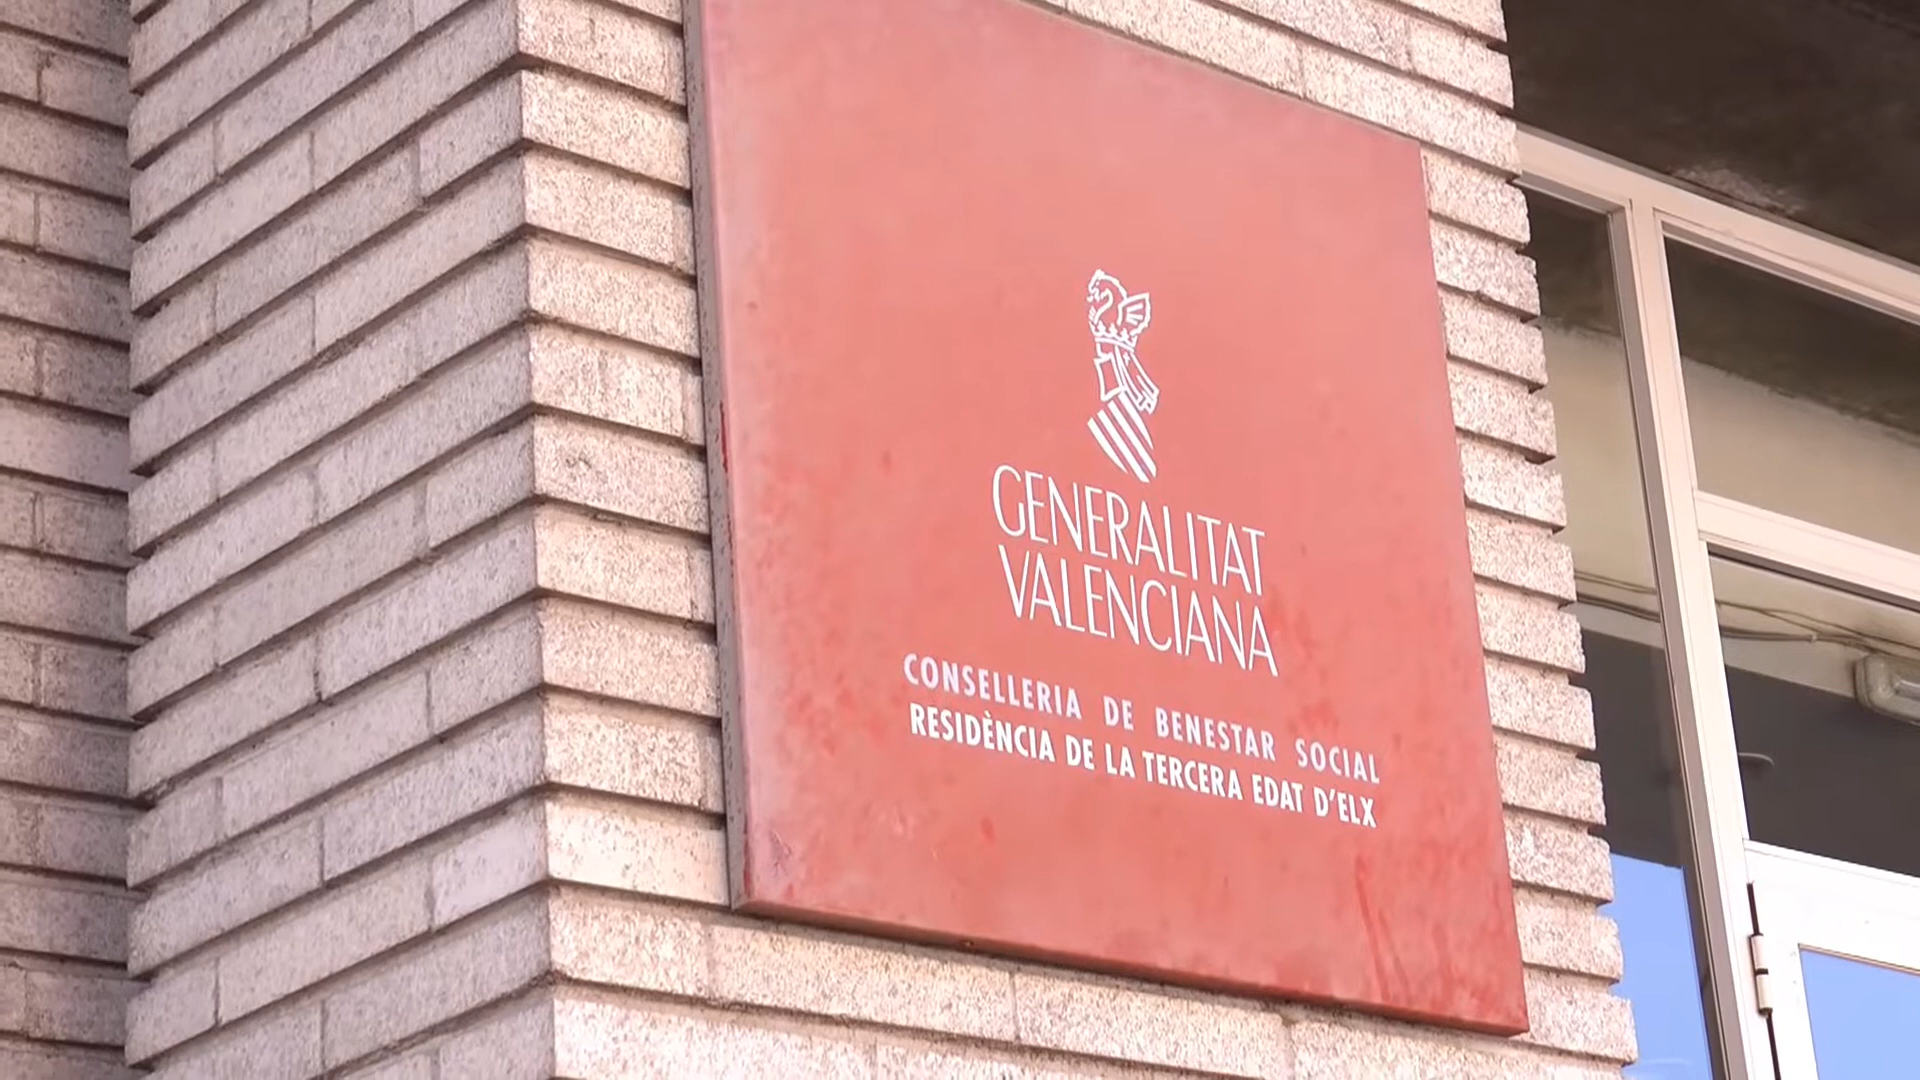 GENERALITAT
VALENCIANA
CONSELLERIA DE BENESTAR SOCIAL
RESIDÈNCIA DE LA TERCERA EDAT D'ELX